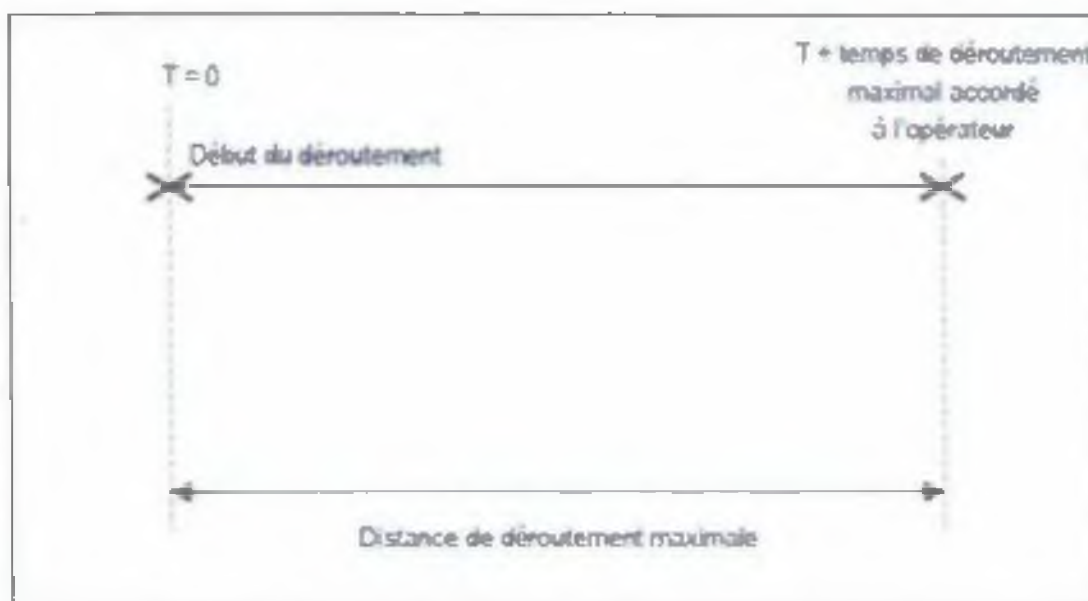 T = 0
T + temps de déroutement
maximal accordé
à l'opérateur
Début du déroutement
Distance de déroutement maximale